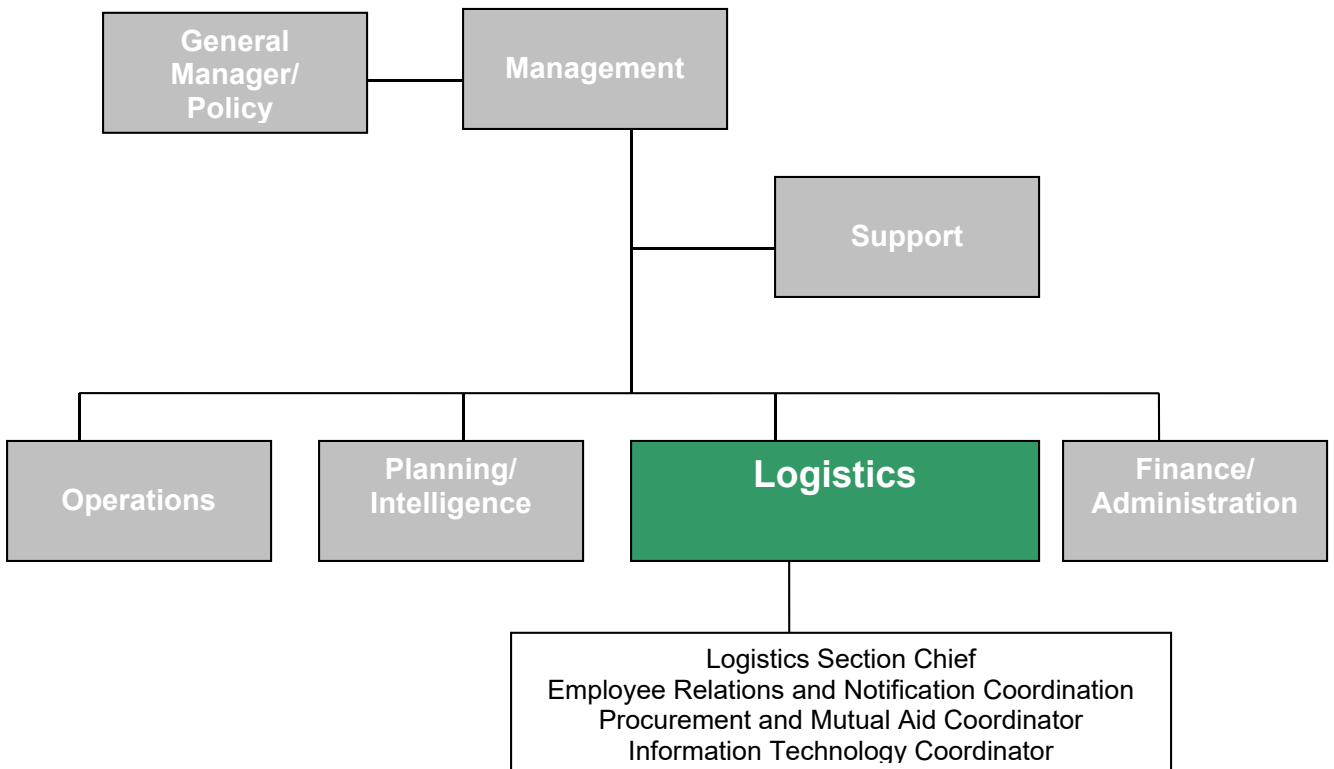 General
Manager/
Policy
Management
Support
Operations
Planning/
Intelligence
Logistics
Finance/
Administration
Logistics Section Chief
Employee Relations and Notification Coordination
Procurement and Mutual Aid Coordinator
Information Technology Coordinator